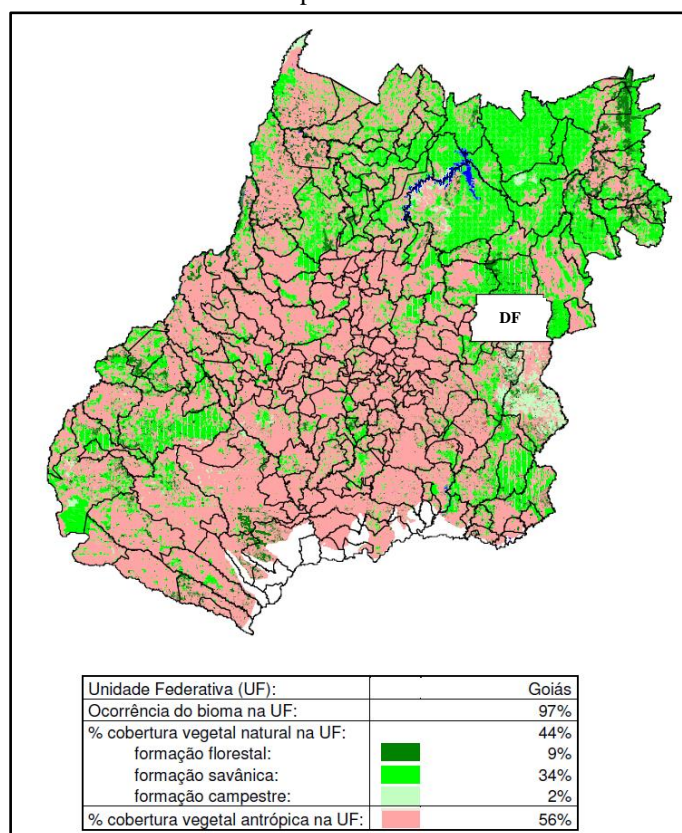 DF
Unidade Federativa (UF): Goiás
Ocorrência do bioma na UF: 97%
% cobertura vegetal natural na UF: 44%
formação florestal: 9%
formação savânica: 34%
formação campestre: 2%
% cobertura vegetal antrópica na UF: 56%